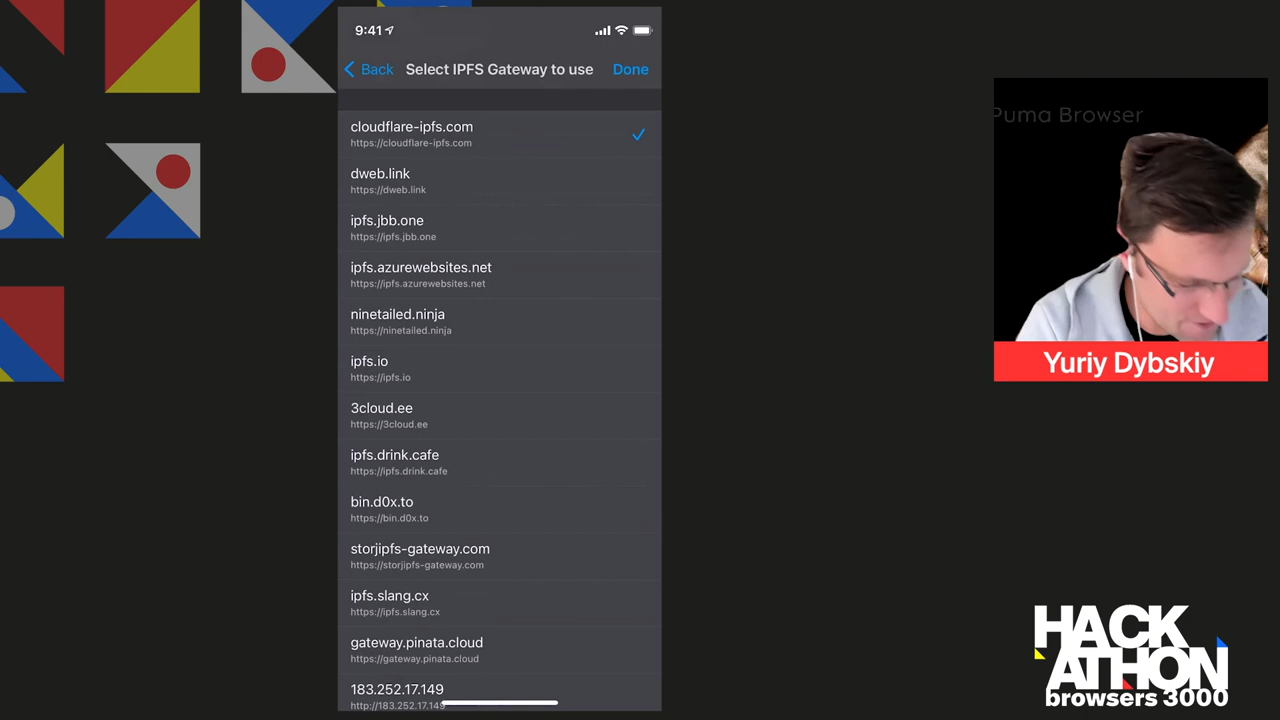 9:41
Back
Select IPFS Gateway to use
Done
cloudflare-ipfs.com
https://cloudflare-ipfs.com
dweb.link
https://dweb.link
ipfs.jbb.one
https://ipfs.jbb.one
ipfs.azurewebsites.net
https://ipfs.azurewebsites.net
ninetailed.ninja
https://ninetailed.ninja
ipfs.io
https://ipfs.io
3cloud.ee
https://3cloud.ee
ipfs.drink.cafe
https://ipfs.drink.cafe
bin.d0x.to
https://bin.d0x.to
storjipfs-gateway.com
https://storjipfs-gateway.com
ipfs.slang.cx
https://ipfs.slang.cx
gateway.pinata.cloud
https://gateway.pinata.cloud
183.252.17.149
http://183.252.17.149
Puma Browser
Yuriy Dybskiy
HACK
ATHON
browsers 3000